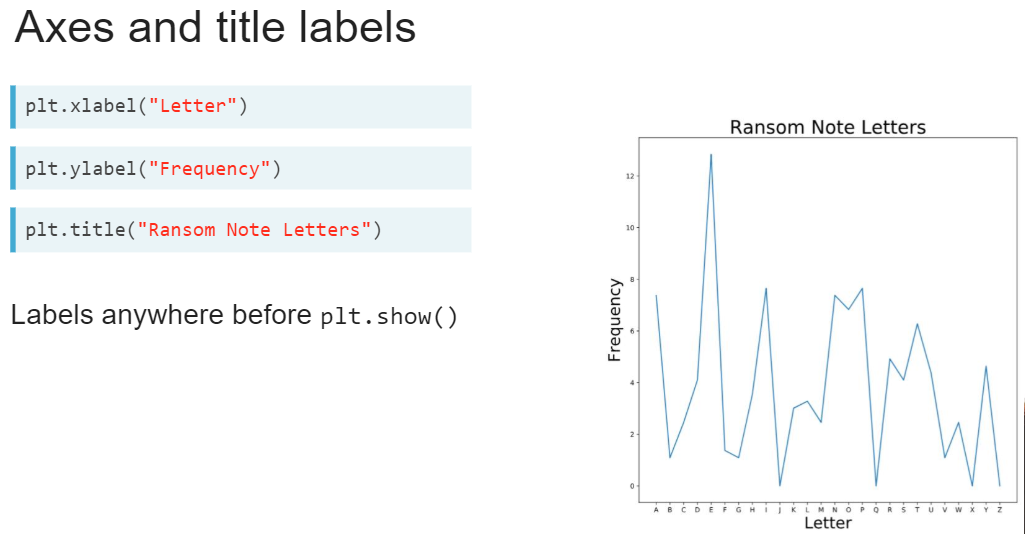 Axes and title labels
plt.xlabel("Letter")
plt.ylabel("Frequency")
plt.title("Ransom Note Letters")
Labels anywhere before plt.show()
Ransom Note Letters
Frequency
12
10
8
6
4
2
0
A B C D E F G H I J K L M N O P Q R S T U V W X Y Z
Letter